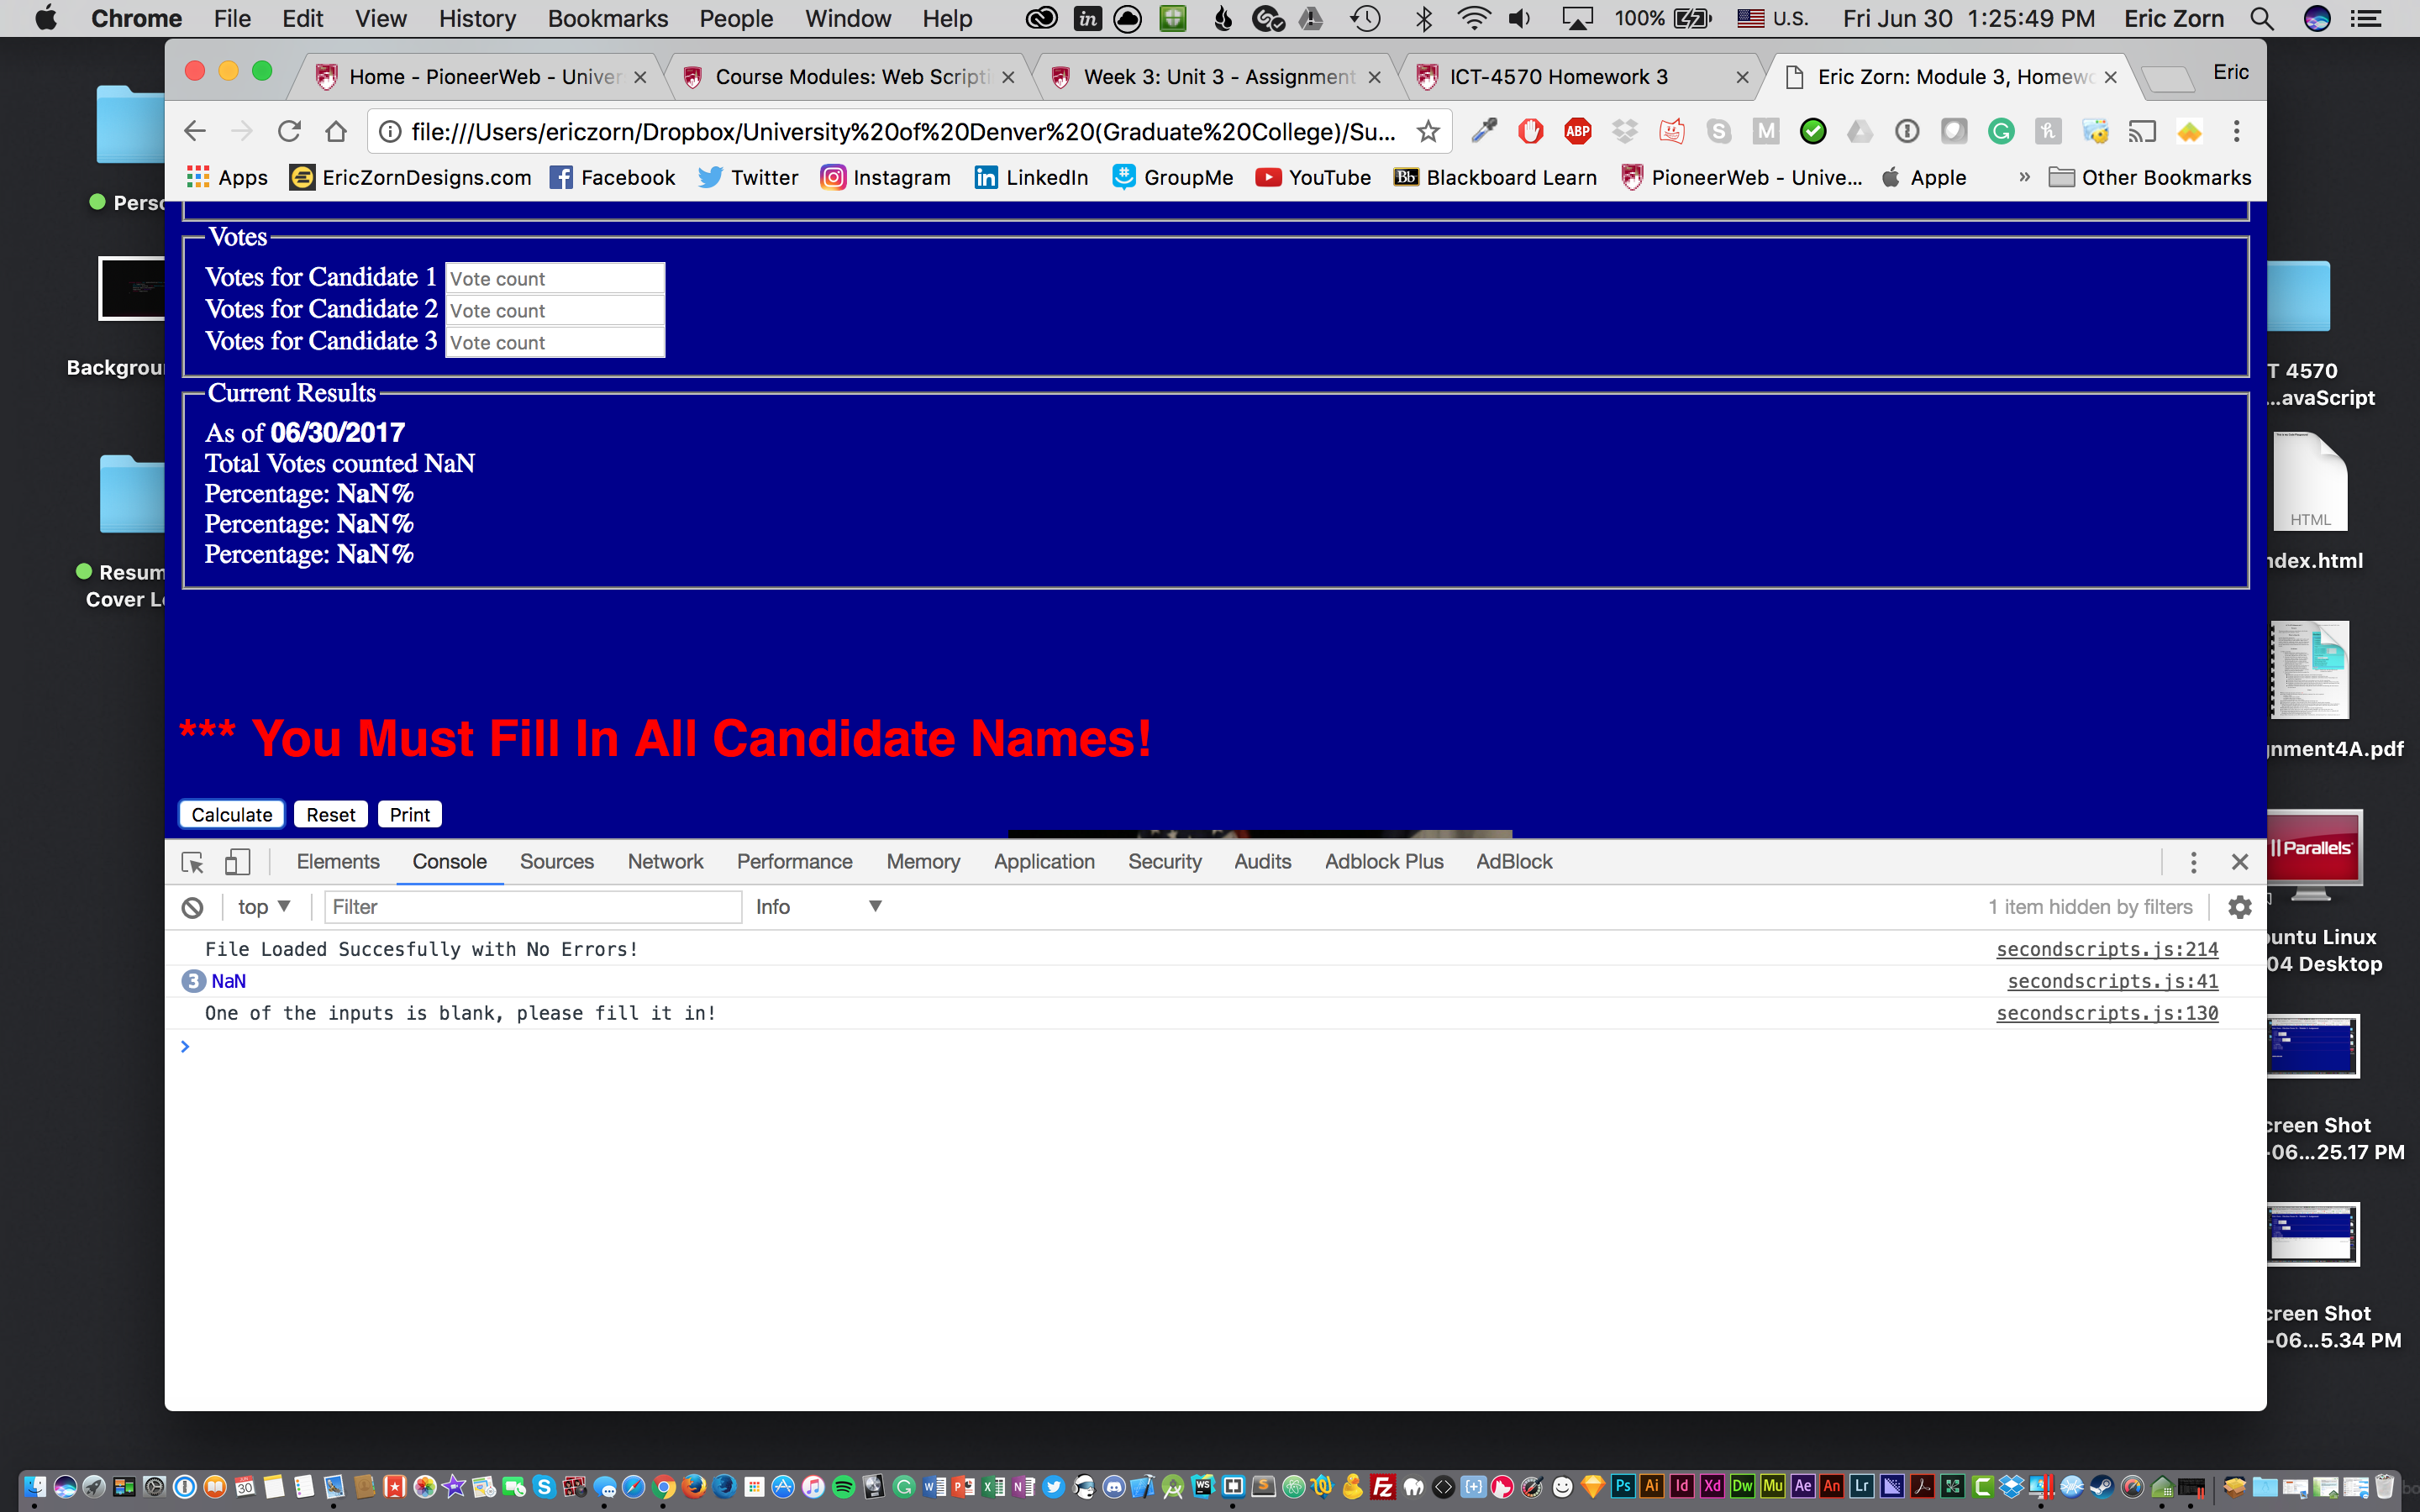 Chrome File Edit View History Bookmarks People Window Help 100% U.S. Fri Jun 30 1:25:49 PM Eric Zorn
Home - PioneerWeb - Univer Course Modules: Web Scripti Week 3: Unit 3 - Assignment ICT-4570 Homework 3 Eric Zorn: Module 3, Homewo Eric
file:///Users/ericzorn/Dropbox/University%20of%20Denver%20(Graduate%20College)/Su...
Apps EricZornDesigns.com Facebook Twitter Instagram LinkedIn GroupMe YouTube Blackboard Learn PioneerWeb - Unive... Apple » Other Bookmarks
Votes
Votes for Candidate 1 Vote count
Votes for Candidate 2 Vote count
Votes for Candidate 3 Vote count
Current Results
As of 06/30/2017
Total Votes counted NaN
Percentage: NaN%
Percentage: NaN%
Percentage: NaN%
*** You Must Fill In All Candidate Names!
Calculate Reset Print
Elements Console Sources Network Performance Memory Application Security Audits Adblock Plus AdBlock
top Filter Info 1 item hidden by filters
File Loaded Succesfully with No Errors! secondscripts.js:214
3 NaN secondscripts.js:41
One of the inputs is blank, please fill it in! secondscripts.js:130
Perso
Backgroun
Resum
Cover L
T 4570
...avaScript
HTML
ndex.html
gnment4A.pdf
Parallels
buntu Linux
04 Desktop
creen Shot
-06...25.17 PM
creen Shot
-06...5.34 PM